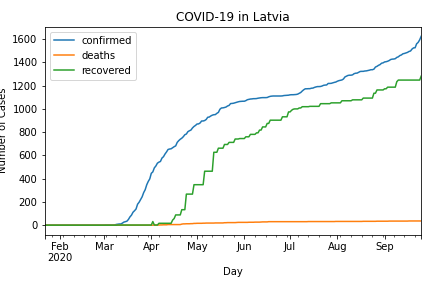 COVID-19 in Latvia
confirmed
deaths
recovered
1600
1400
1200
1000
800
600
400
200
0
Number of Cases
Feb
2020
Mar
Apr
May
Jun
Jul
Aug
Sep
Day